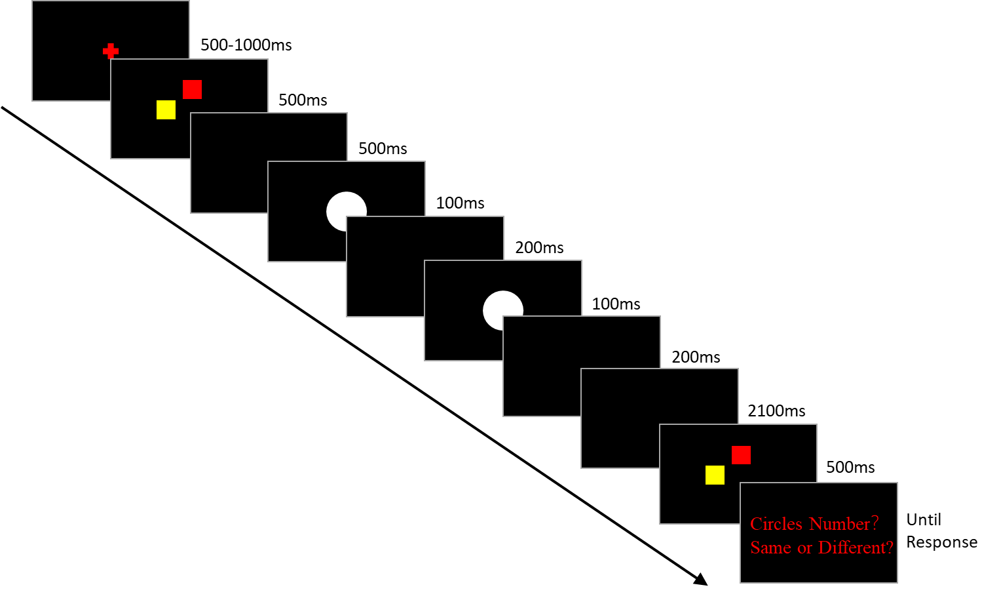 500-1000ms
500ms
500ms
100ms
200ms
100ms
200ms
2100ms
500ms
Circles Number?
Same or Different?
Until
Response